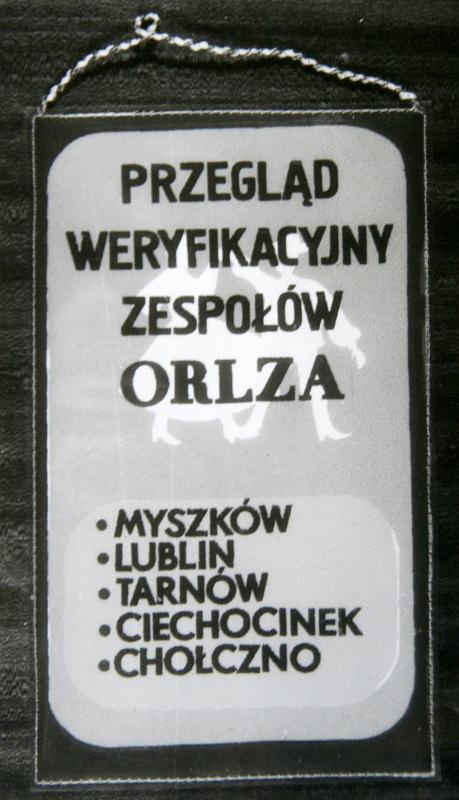 PRZEGLĄD
WERYFIKACYJNY
ZESPOŁÓW
ORLZA
• MYSZKÓW
• LUBLIN
• TARNÓW
• CIECHOCINEK
• CHOŁCZNO